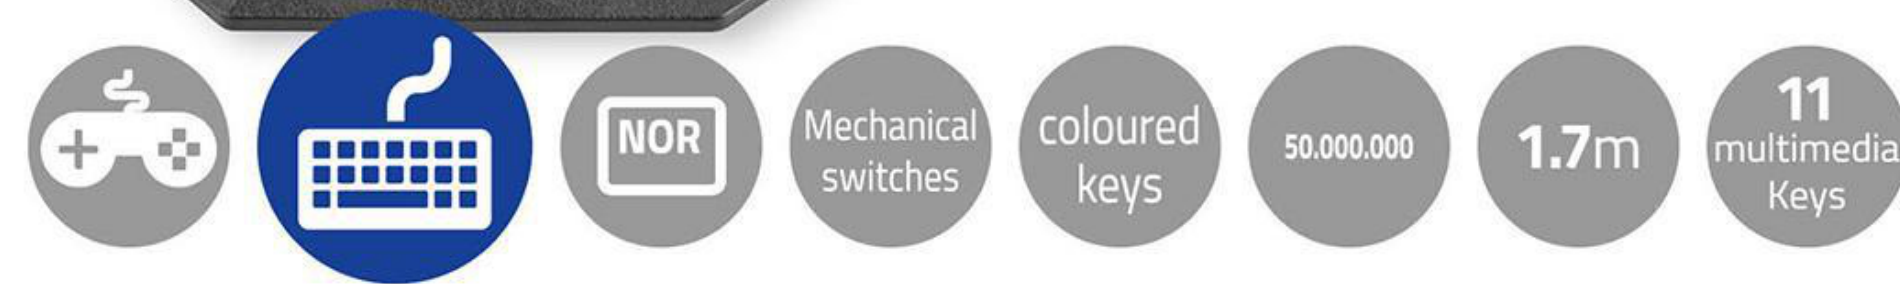 NOR
Mechanical
switches
coloured
keys
50.000.000
1.7m
11
multimedia
Keys